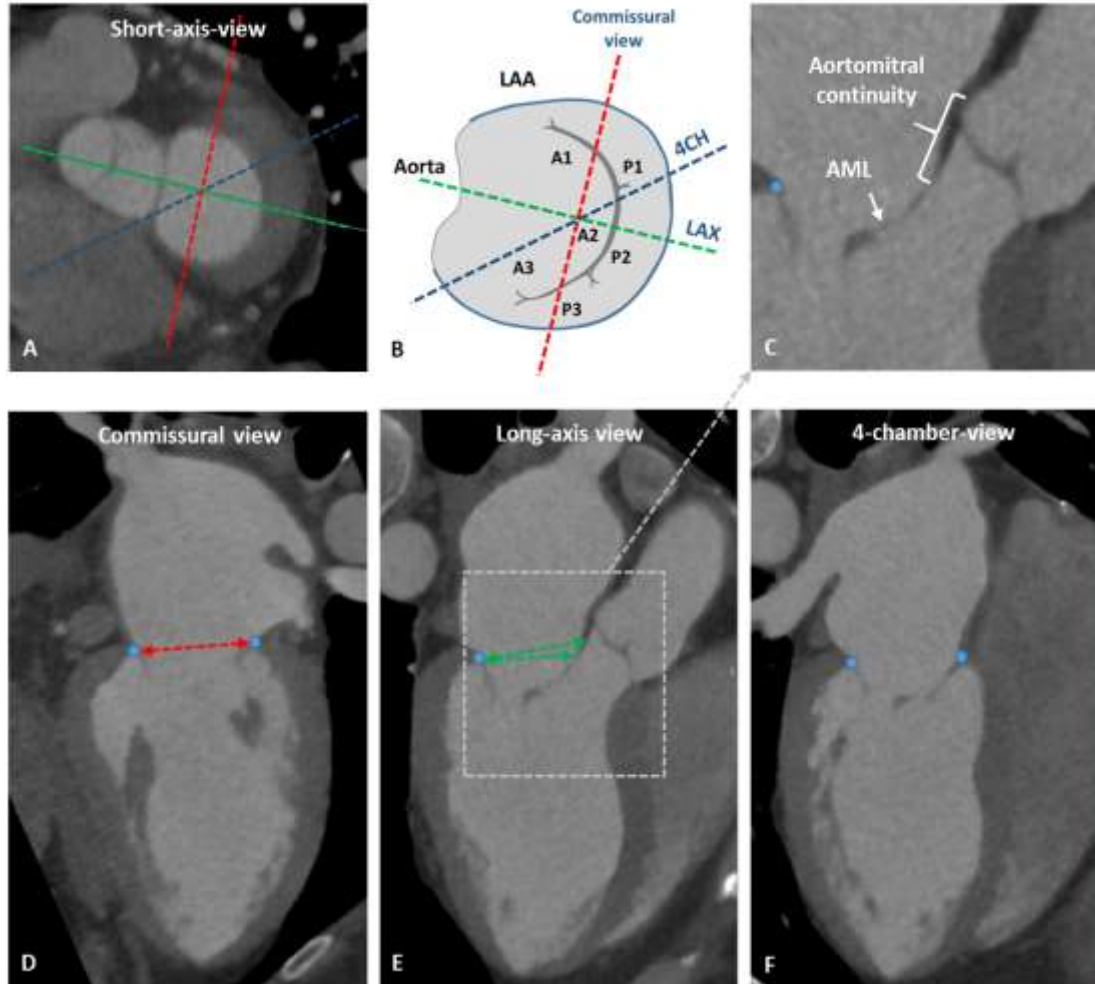 Short-axis-view
A
Commissural
view
LAA
Aorta
A1
P1
4CH
A2
LAX
A3
P2
P3
B
Aortomitral
continuity
AML
C
Commissural view
D
Long-axis view
E
4-chamber-view
F